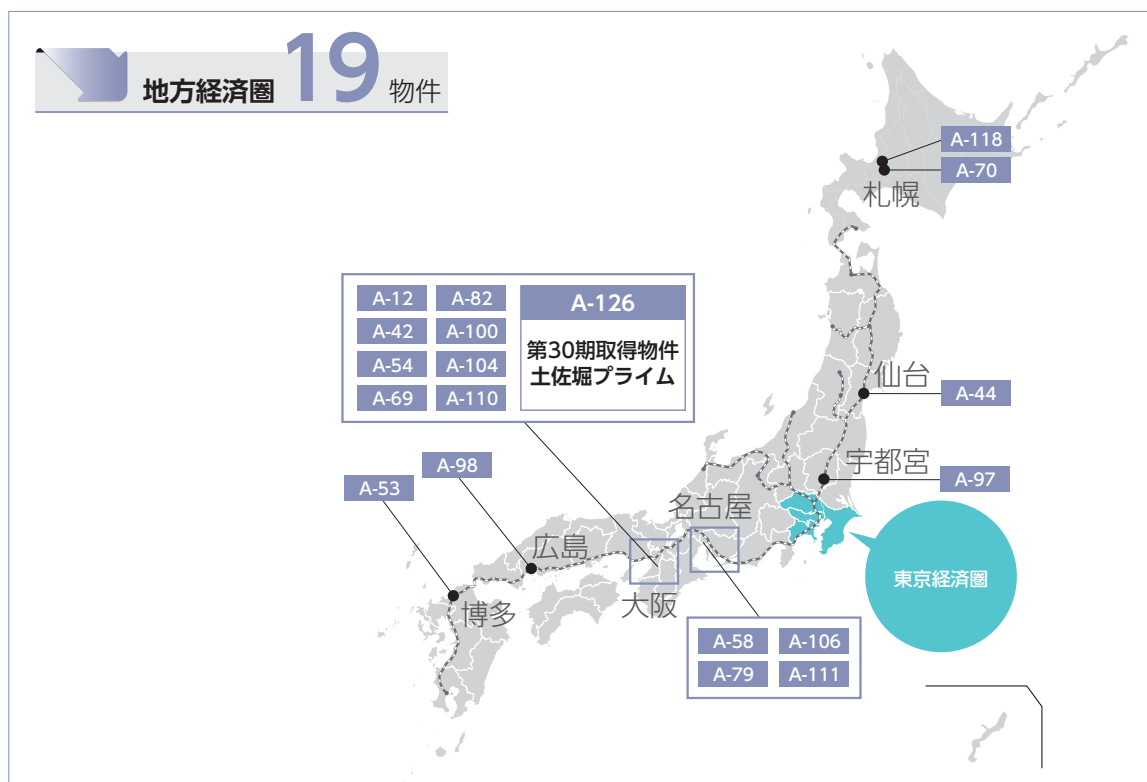 地方経済圏 19 物件
A-118
A-70
札幌
A-12 A-82
A-42 A-100
A-54 A-104
A-69 A-110
A-126
第30期取得物件
土佐堀プライム
仙台
A-44
宇都宮
A-97
A-98
A-53
名古屋
広島
博多
大阪
東京経済圏
A-58 A-106
A-79 A-111